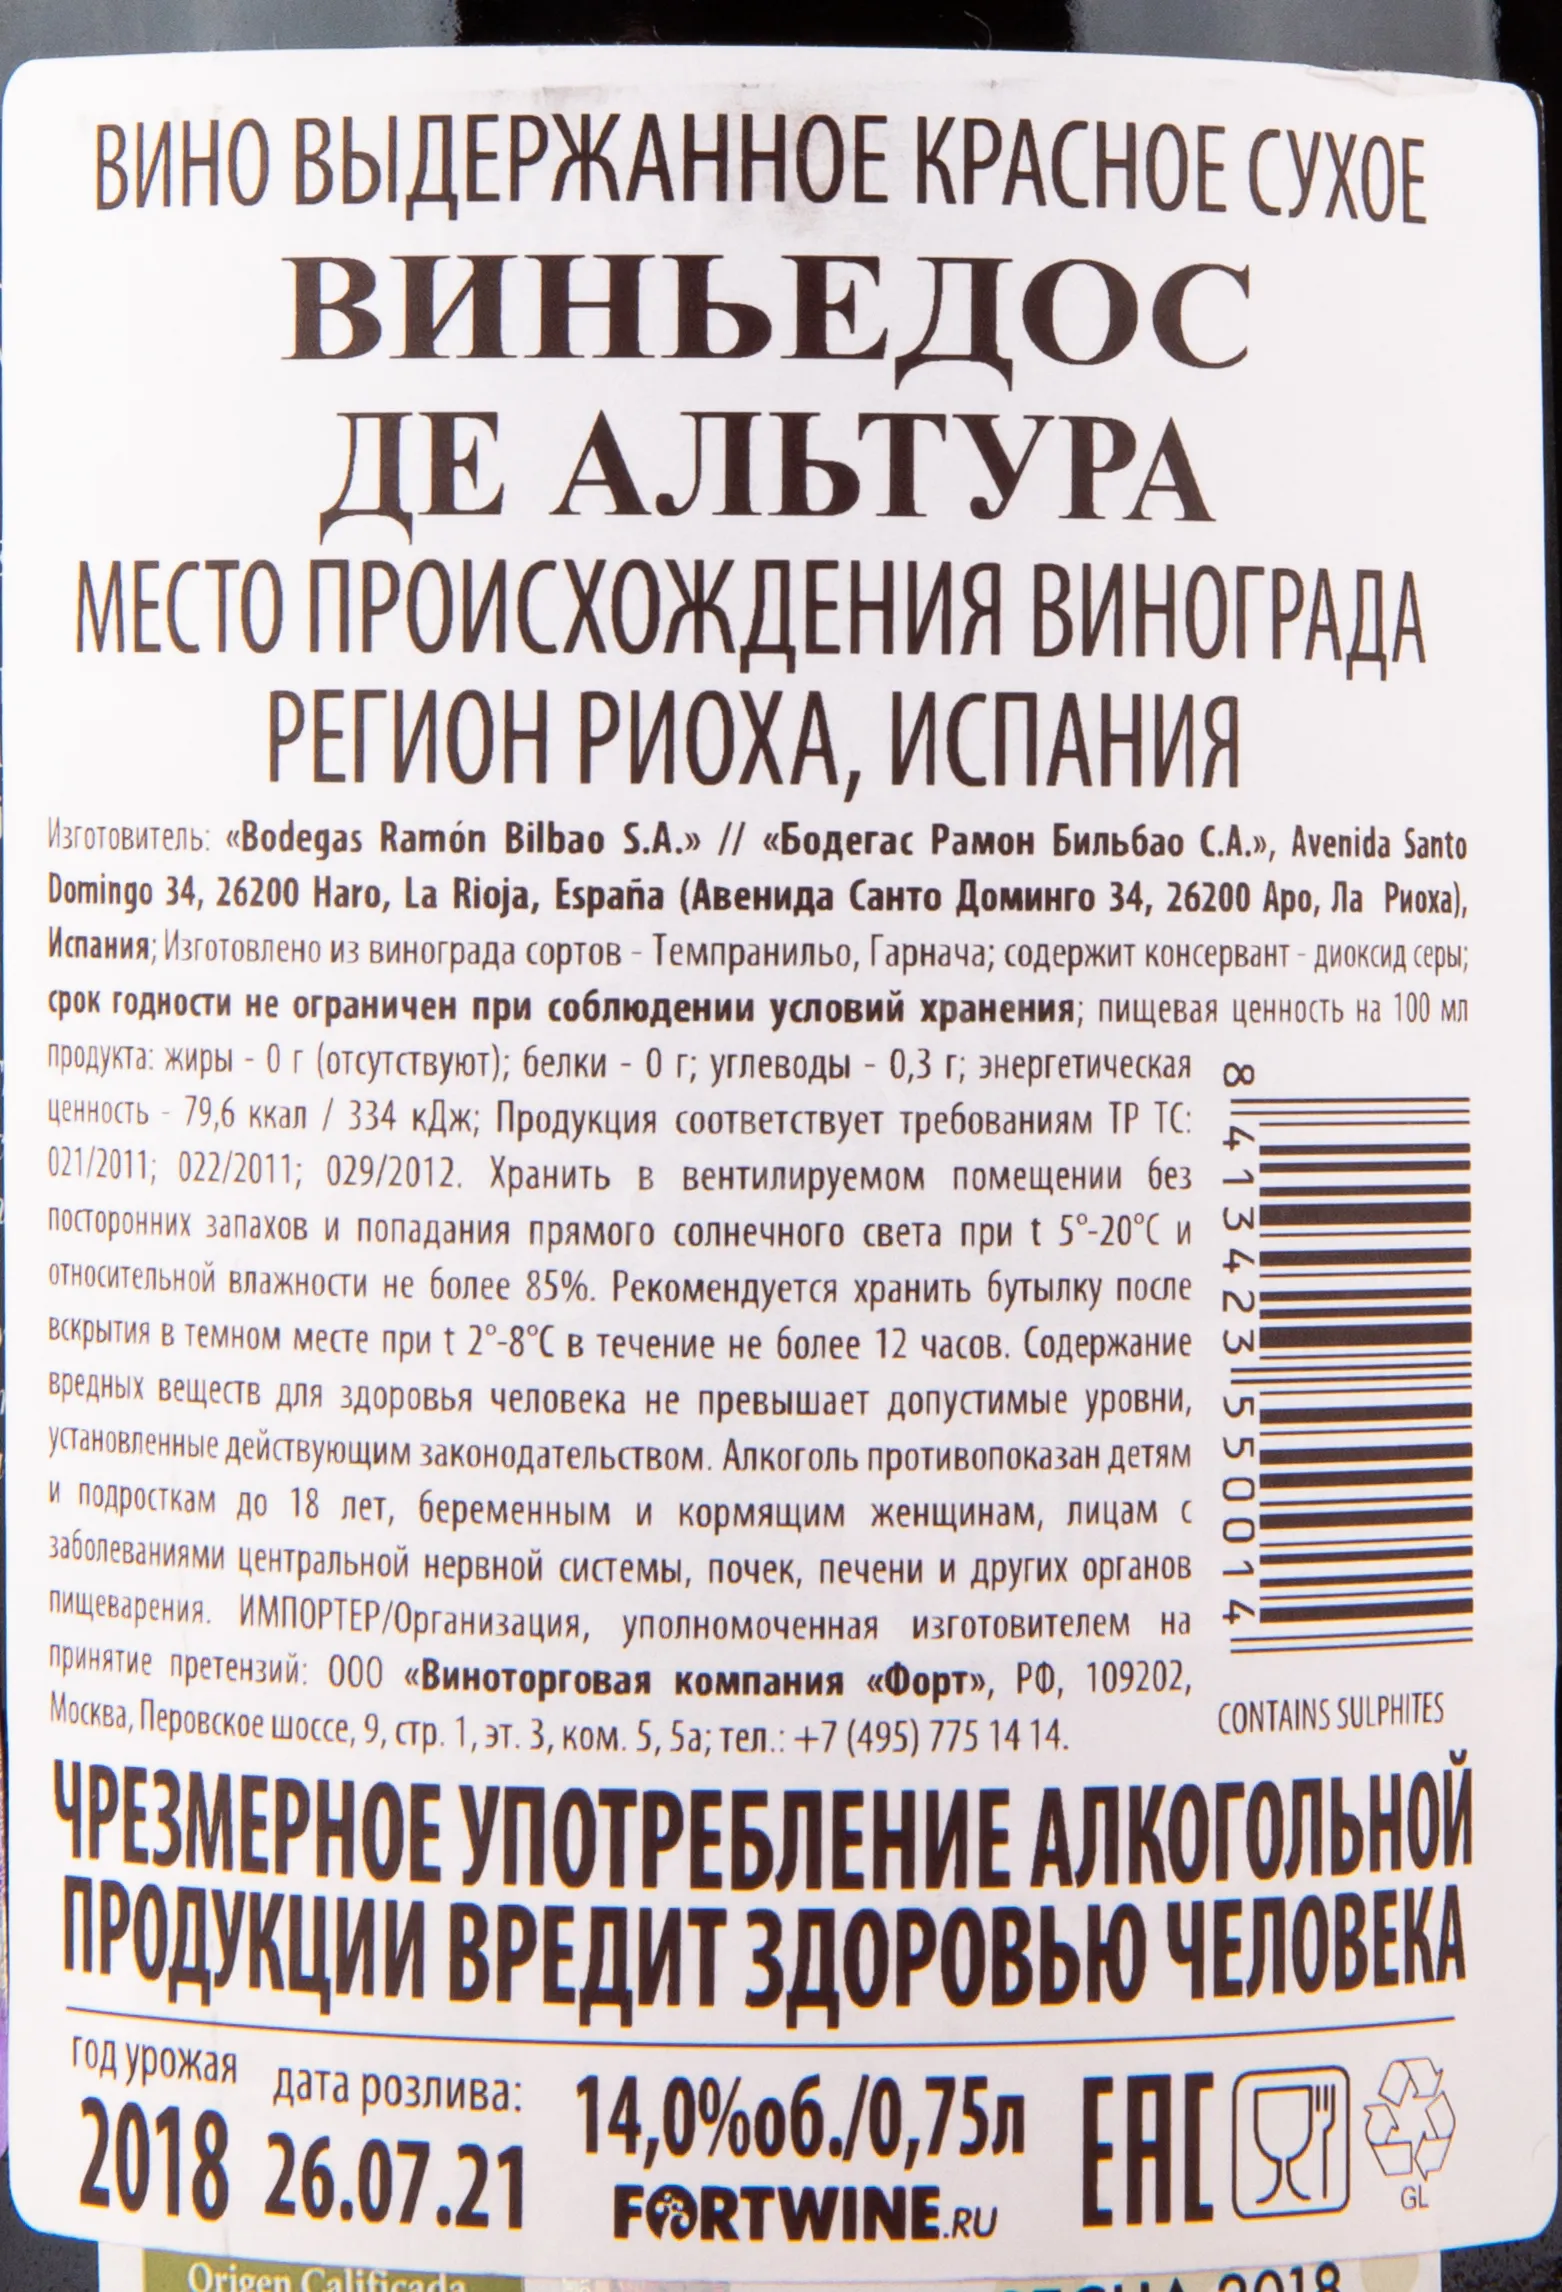 ВИНО ВЫДЕРЖАННОЕ КРАСНОЕ СУХОЕ
ВИНЬЕДОС
ДЕ АЛЬТУРА
МЕСТО ПРОИСХОЖДЕНИЯ ВИНОГРАДА
РЕГИОН РИОХА, ИСПАНИЯ
Изготовитель: «Bodegas Ramón Bilbao S.A.» // «Бодегас Рамон Бильбао С.А.», Avenida Santo
Domingo 34, 26200 Haro, La Rioja, España (Авенида Санто Доминго 34, 26200 Аро, Ла Риоха),
Испания; Изготовлено из винограда сортов - Темпранильо, Гарнача; содержит консервант - диоксид серы;
срок годности не ограничен при соблюдении условий хранения; пищевая ценность на 100 мл
продукта: жиры - 0 г (отсутствуют); белки - 0 г; углеводы - 0,3 г; энергетическая
ценность - 79,6 ккал / 334 кДж; Продукция соответствует требованиям ТР ТС:
021/2011; 022/2011; 029/2012. Хранить в вентилируемом помещении без
посторонних запахов и попадания прямого солнечного света при t 5°-20°С и
относительной влажности не более 85%. Рекомендуется хранить бутылку после
вскрытия в темном месте при t 2°-8°С в течение не более 12 часов. Содержание
вредных веществ для здоровья человека не превышает допустимые уровни,
установленные действующим законодательством. Алкоголь противопоказан детям
и подросткам до 18 лет, беременным и кормящим женщинам, лицам с
заболеваниями центральной нервной системы, почек, печени и других органов
пищеварения. ИМПОРТЕР/Организация, уполномоченная изготовителем на
принятие претензий: ООО «Виноторговая компания «Форт», РФ, 109202,
Москва, Перовское шоссе, 9, стр. 1, эт. 3, ком. 5, 5а; тел.: +7 (495) 775 14 14.
8 413423 550014
CONTAINS SULPHITES
ЧРЕЗМЕРНОЕ УПОТРЕБЛЕНИЕ АЛКОГОЛЬНОЙ
ПРОДУКЦИИ ВРЕДИТ ЗДОРОВЬЮ ЧЕЛОВЕКА
год урожая
2018
дата розлива:
26.07.21
14,0%об./0,75л
FORTWINE.RU
ЕАС
GL
Origen Calificada
2018